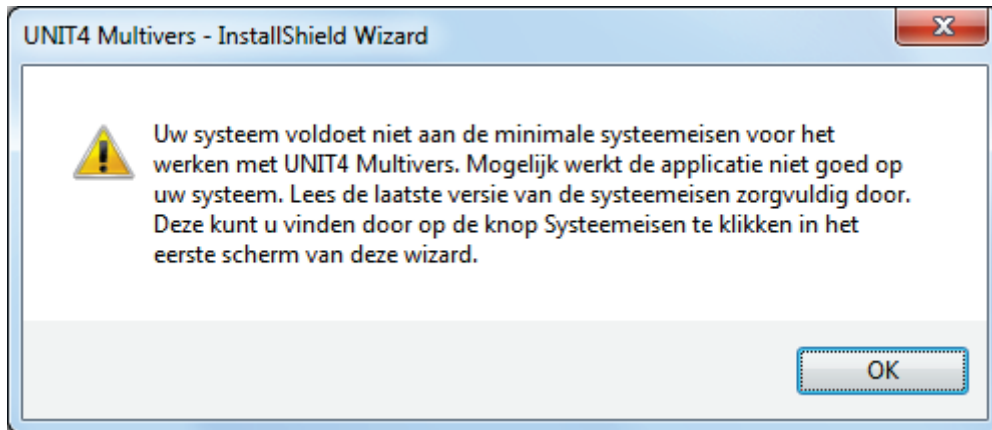 UNIT4 Multivers - InstallShield Wizard
Uw systeem voldoet niet aan de minimale systeemeisen voor het
werken met UNIT4 Multivers. Mogelijk werkt de applicatie niet goed op
uw systeem. Lees de laatste versie van de systeemeisen zorgvuldig door.
Deze kunt u vinden door op de knop Systeemeisen te klikken in het
eerste scherm van deze wizard.
OK